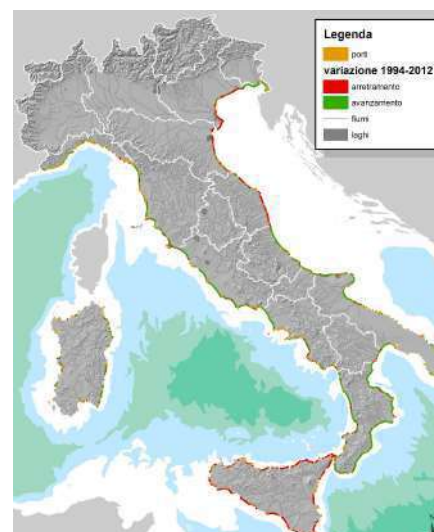 Legenda
porti
variazione 1994-2012
arretramento
avanzamento
fiumi
laghi